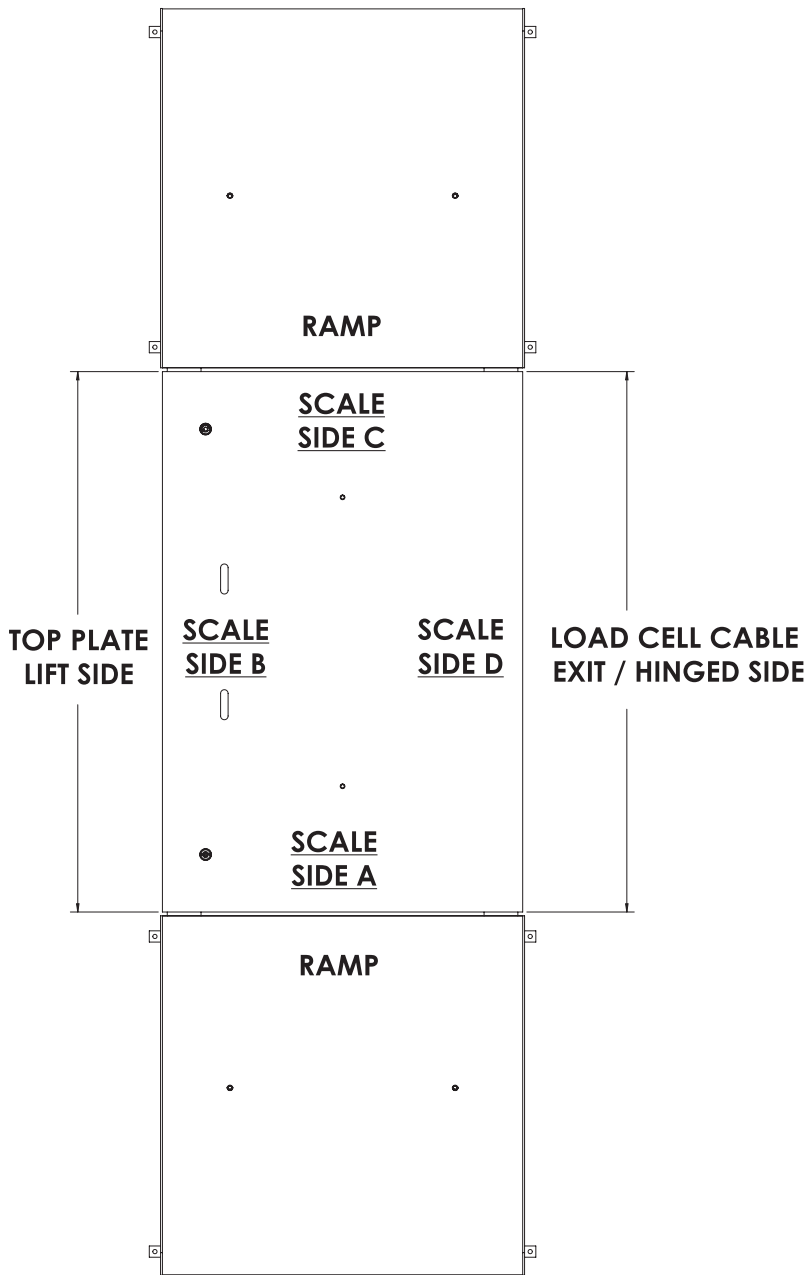 RAMP
SCALE
SIDE C
TOP PLATE
LIFT SIDE
SCALE
SIDE B
SCALE
SIDE D
LOAD CELL CABLE
EXIT / HINGED SIDE
SCALE
SIDE A
RAMP